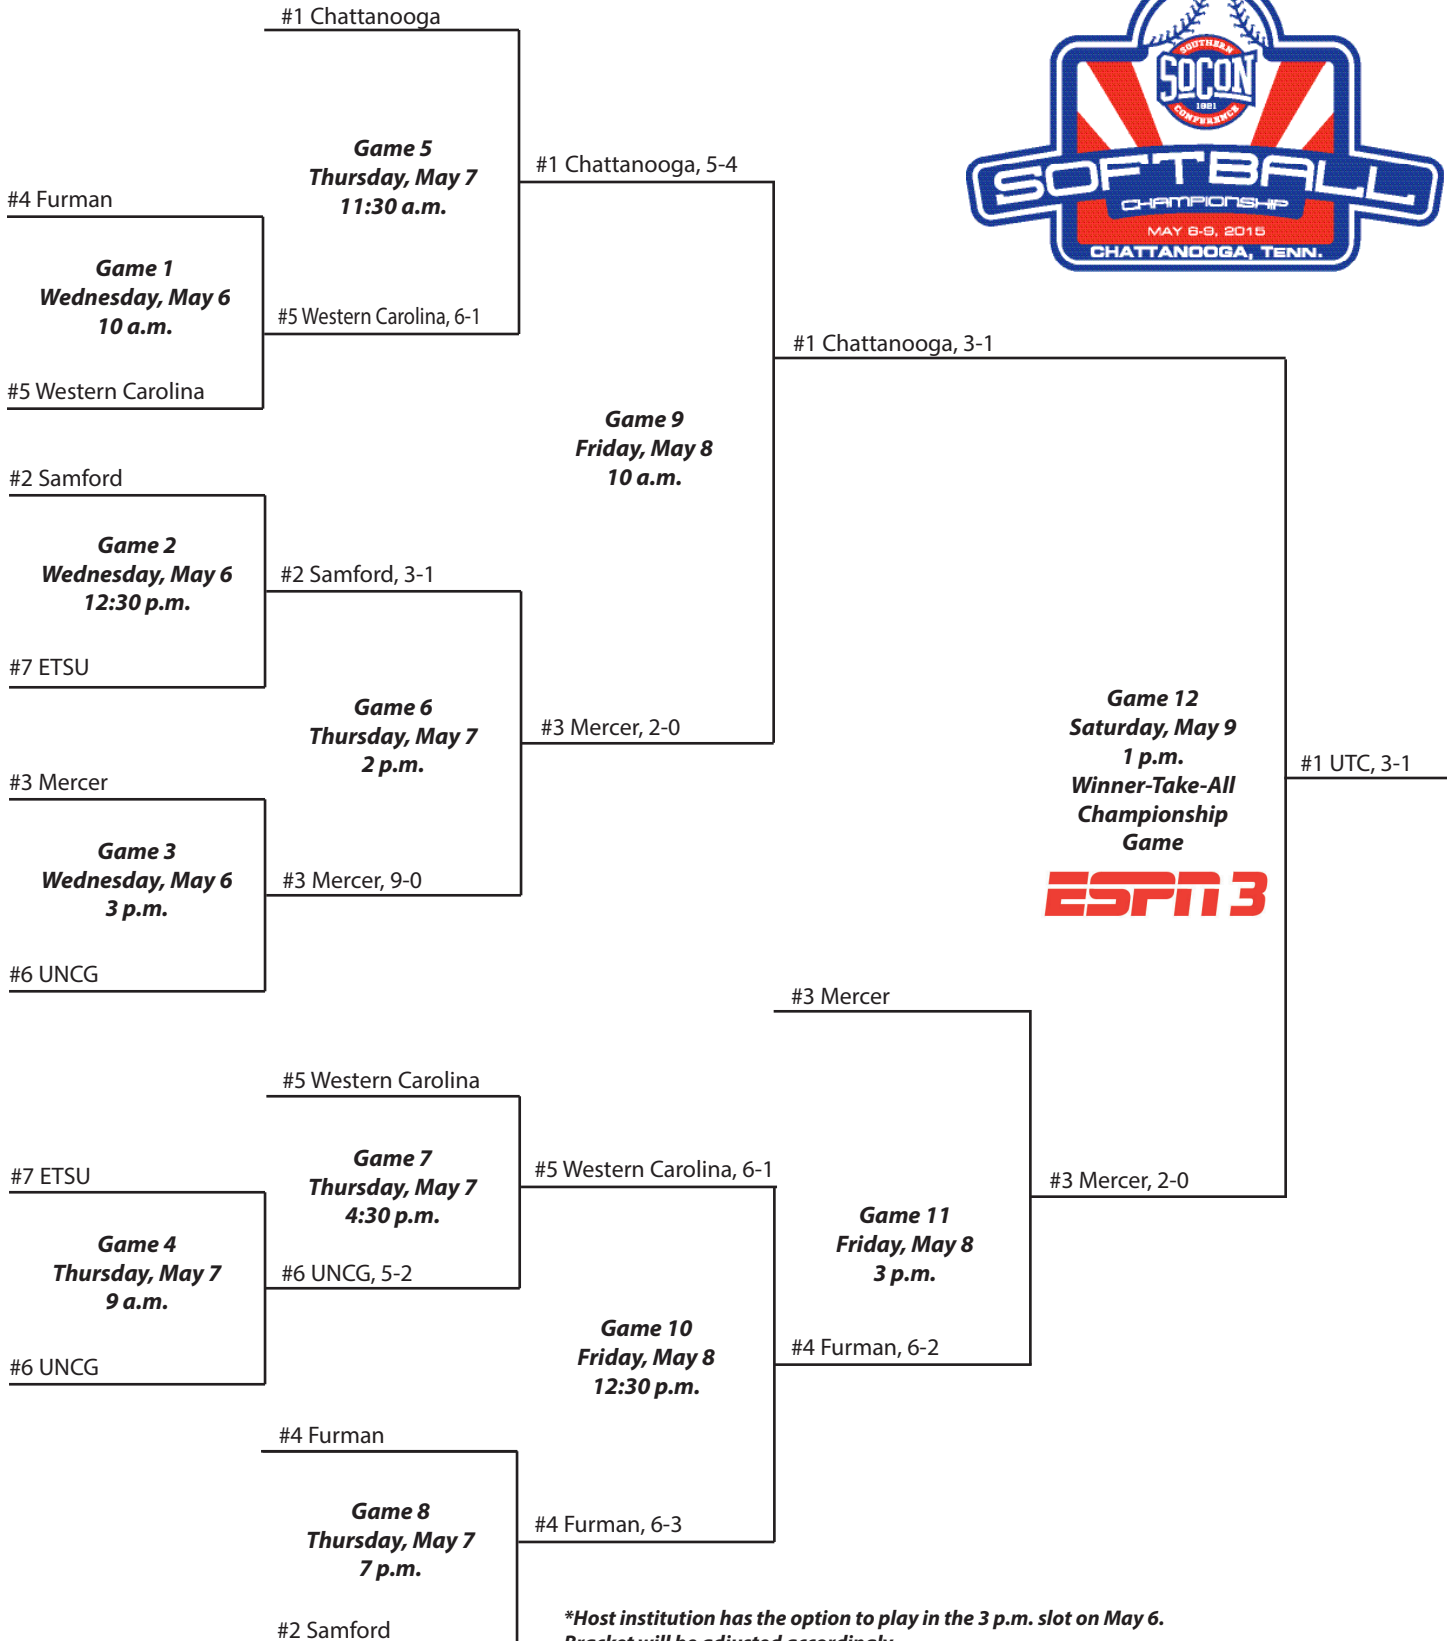 #1 Chattanooga
SOUTHERN
SOCON
1921
CONFERENCE
SOFTBALL
CHAMPIONSHIP
MAY 6-9, 2015
CHATTANOOGA, TENN.
Game 5
Thursday, May 7
11:30 a.m.
#1 Chattanooga, 5-4
#4 Furman
Game 1
Wednesday, May 6
10 a.m.
#5 Western Carolina, 6-1
#5 Western Carolina
#1 Chattanooga, 3-1
Game 9
Friday, May 8
10 a.m.
#2 Samford
Game 2
Wednesday, May 6
12:30 p.m.
#2 Samford, 3-1
#7 ETSU
Game 6
Thursday, May 7
2 p.m.
#3 Mercer, 2-0
#3 Mercer
Game 3
Wednesday, May 6
3 p.m.
#3 Mercer, 9-0
#6 UNCG
Game 12
Saturday, May 9
1 p.m.
Winner-Take-All
Championship
Game
ESPN 3
#1 UTC, 3-1
#3 Mercer
#5 Western Carolina
Game 7
Thursday, May 7
4:30 p.m.
#5 Western Carolina, 6-1
#7 ETSU
Game 4
Thursday, May 7
9 a.m.
#6 UNCG, 5-2
#6 UNCG
#3 Mercer, 2-0
Game 11
Friday, May 8
3 p.m.
Game 10
Friday, May 8
12:30 p.m.
#4 Furman, 6-2
#4 Furman
Game 8
Thursday, May 7
7 p.m.
#4 Furman, 6-3
#2 Samford
*Host institution has the option to play in the 3 p.m. slot on May 6.
Bracket will be adjusted accordingly